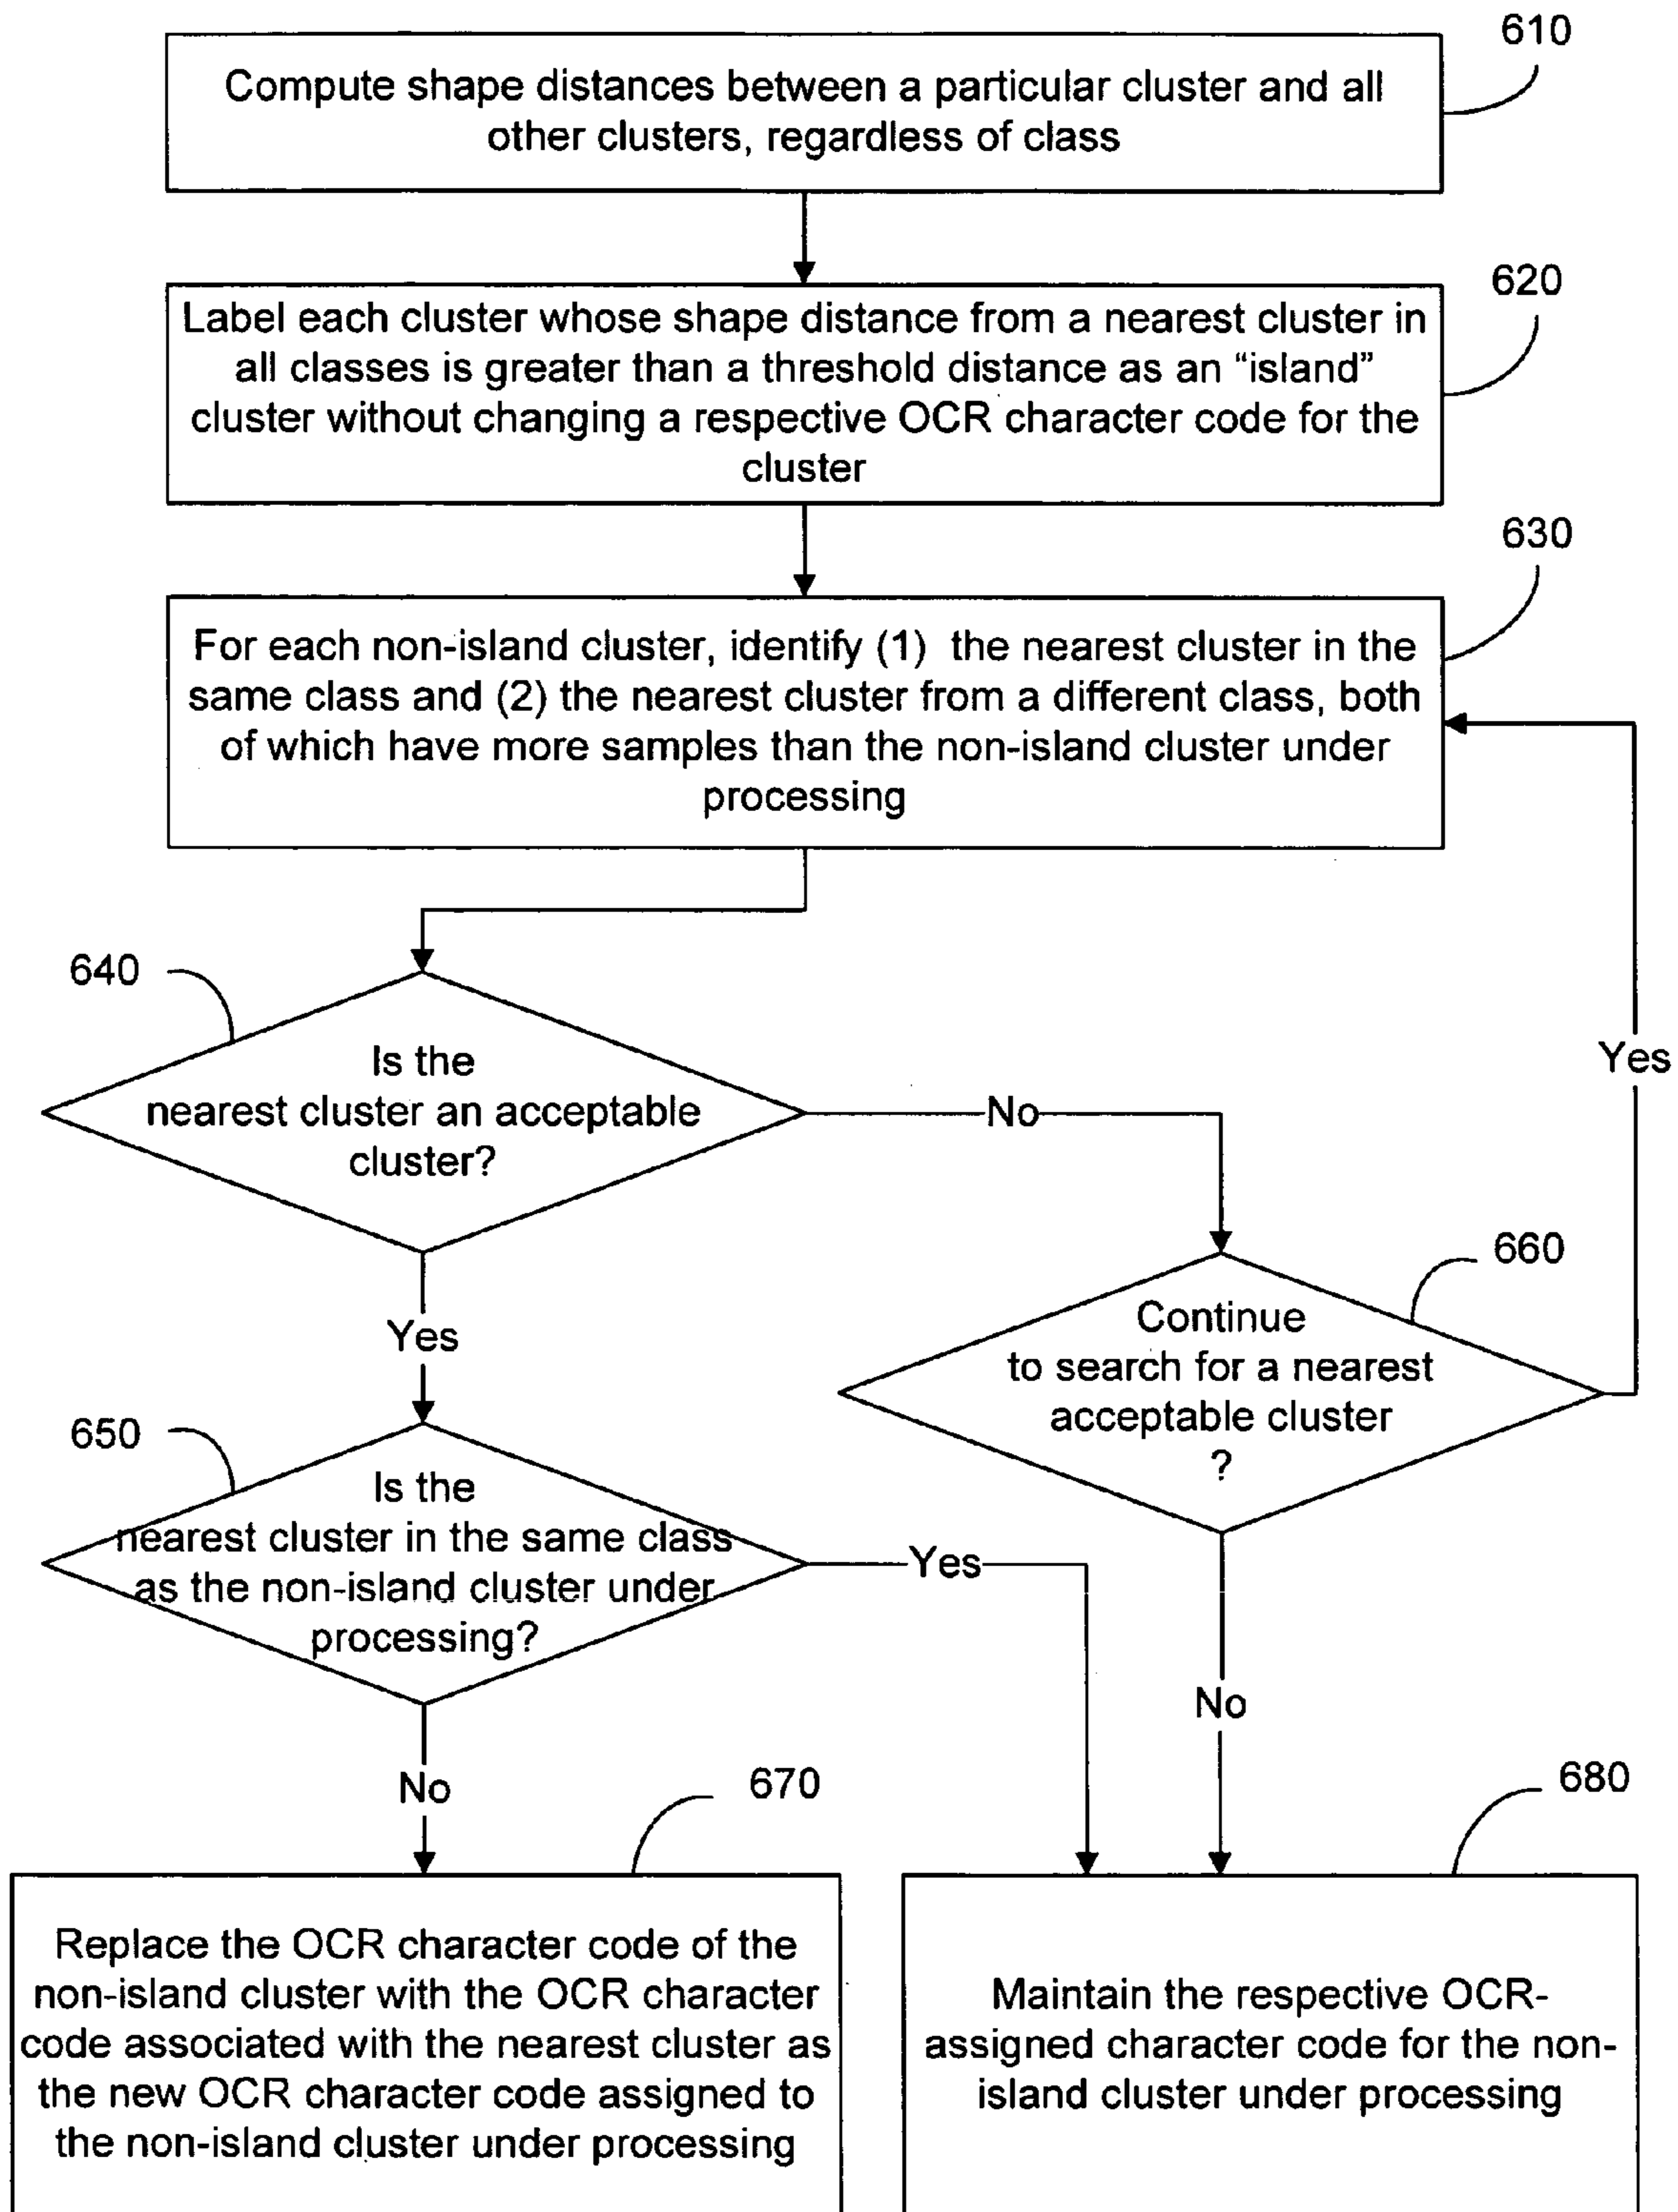 610
Compute shape distances between a particular cluster and all
other clusters, regardless of class
620
Label each cluster whose shape distance from a nearest cluster in
all classes is greater than a threshold distance as an “island”
cluster without changing a respective OCR character code for the
cluster
630
For each non-island cluster, identify (1) the nearest cluster in the
same class and (2) the nearest cluster from a different class, both
of which have more samples than the non-island cluster under
processing
640
Is the
nearest cluster an acceptable
cluster?
No
Yes
Yes
660
Continue
to search for a nearest
acceptable cluster
?
650
Is the
nearest cluster in the same class
as the non-island cluster under
processing?
Yes
No
No
670
680
Replace the OCR character code of the
non-island cluster with the OCR character
code associated with the nearest cluster as
the new OCR character code assigned to
the non-island cluster under processing
Maintain the respective OCR-
assigned character code for the non-
island cluster under processing